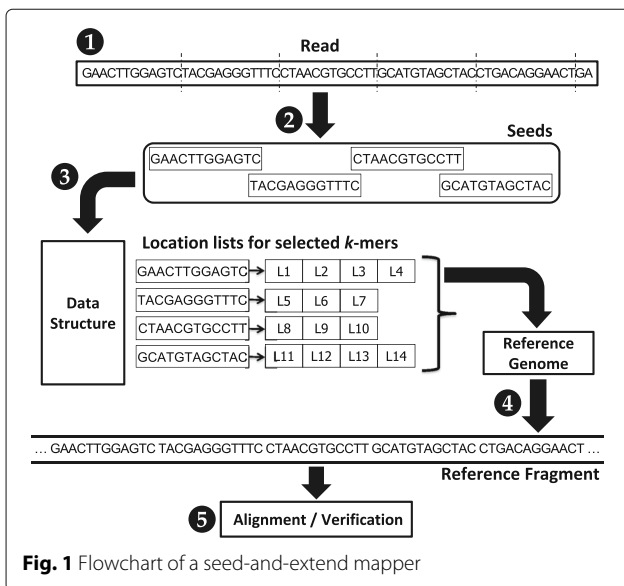 1 Read
GAACTTGGAGTCTACGAGGGTTTCCTAACGTGCCTTGCATGTAGCTACCTGACAGGAACTGA
2
Seeds
GAACTTGGAGTC CTAACGTGCCTT
TACGAGGGTTTC GCATGTAGCTAC
3
Location lists for selected k-mers
Data
Structure
GAACTTGGAGTC L1 L2 L3 L4
TACGAGGGTTTC L5 L6 L7
CTAACGTGCCTT L8 L9 L10
GCATGTAGCTAC L11 L12 L13 L14
Reference
Genome
4
... GAACTTGGAGTC TACGAGGGTTTC CTAACGTGCCTT GCATGTAGCTAC CTGACAGGAACT ...
Reference Fragment
5 Alignment / Verification
Fig. 1 Flowchart of a seed-and-extend mapper